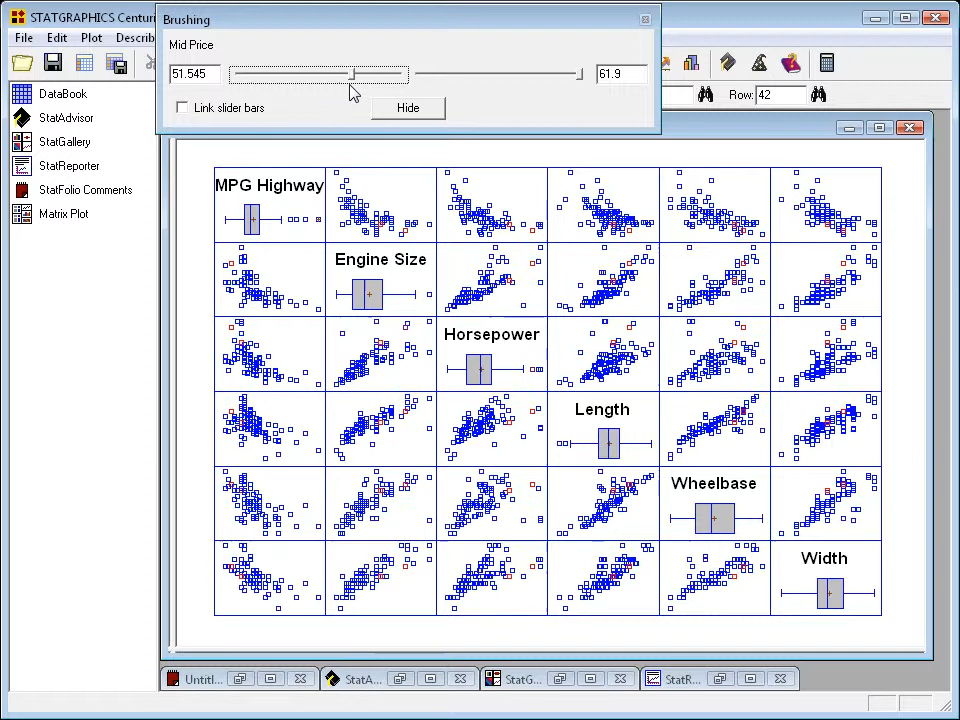 STATGRAPHICS Centuri
Brushing
File Edit Plot Describ
Mid Price
51.545
61.9
Link slider bars
Hide
Row: 42
DataBook
StatAdvisor
StatGallery
StatReporter
StatFolio Comments
Matrix Plot
MPG Highway
Engine Size
Horsepower
Length
Wheelbase
Width
Untitl...
StatA...
StatG...
StatR...